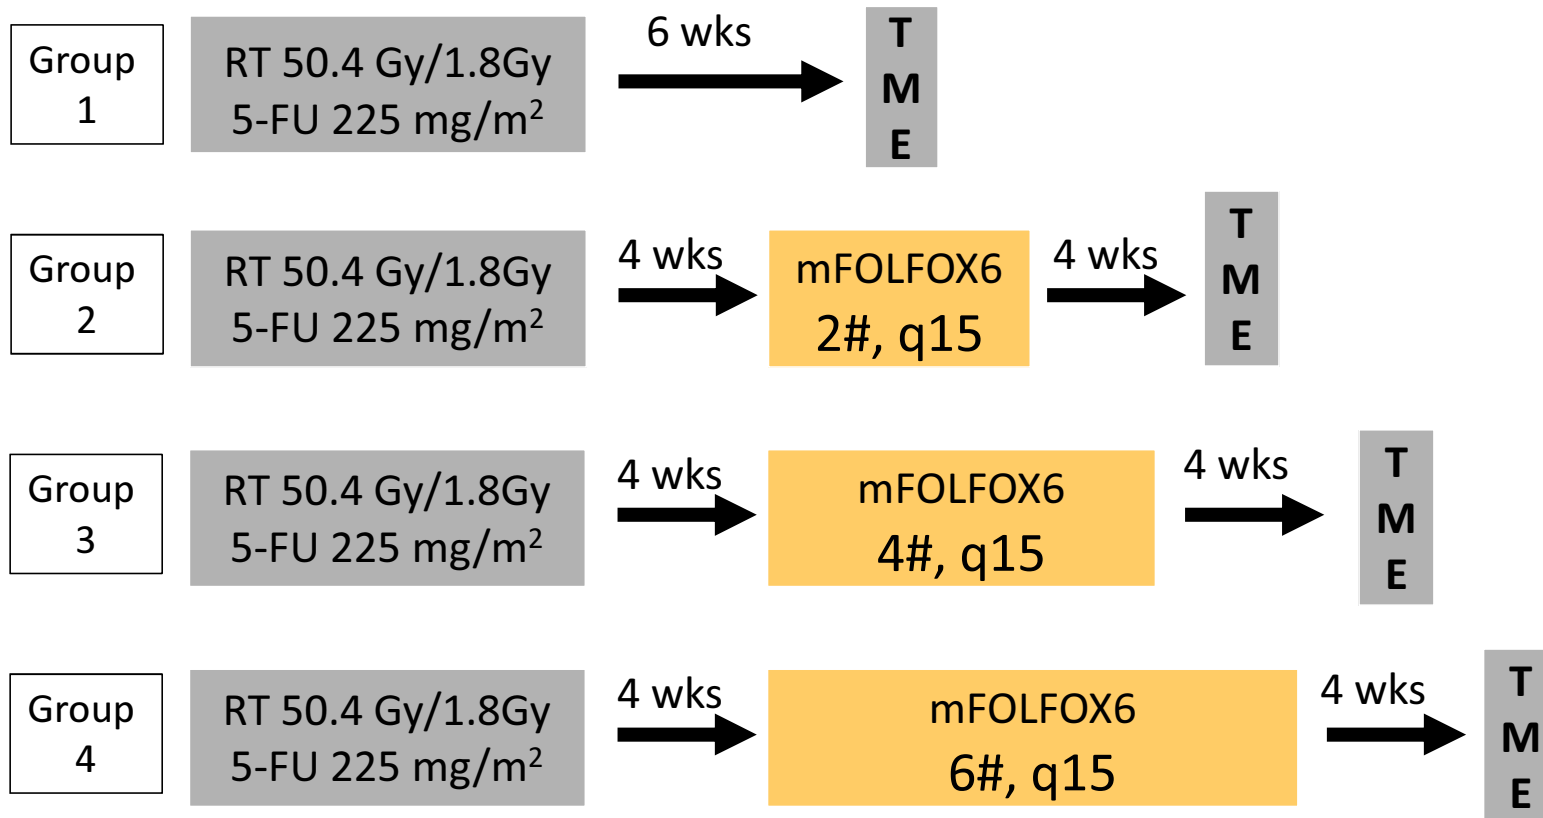 Group
1
RT 50.4 Gy/1.8Gy
5-FU 225 mg/m²
6 wks
T
M
E
Group
2
RT 50.4 Gy/1.8Gy
5-FU 225 mg/m²
4 wks
mFOLFOX6
2#, q15
4 wks
T
M
E
Group
3
RT 50.4 Gy/1.8Gy
5-FU 225 mg/m²
4 wks
mFOLFOX6
4#, q15
4 wks
T
M
E
Group
4
RT 50.4 Gy/1.8Gy
5-FU 225 mg/m²
4 wks
mFOLFOX6
6#, q15
4 wks
T
M
E